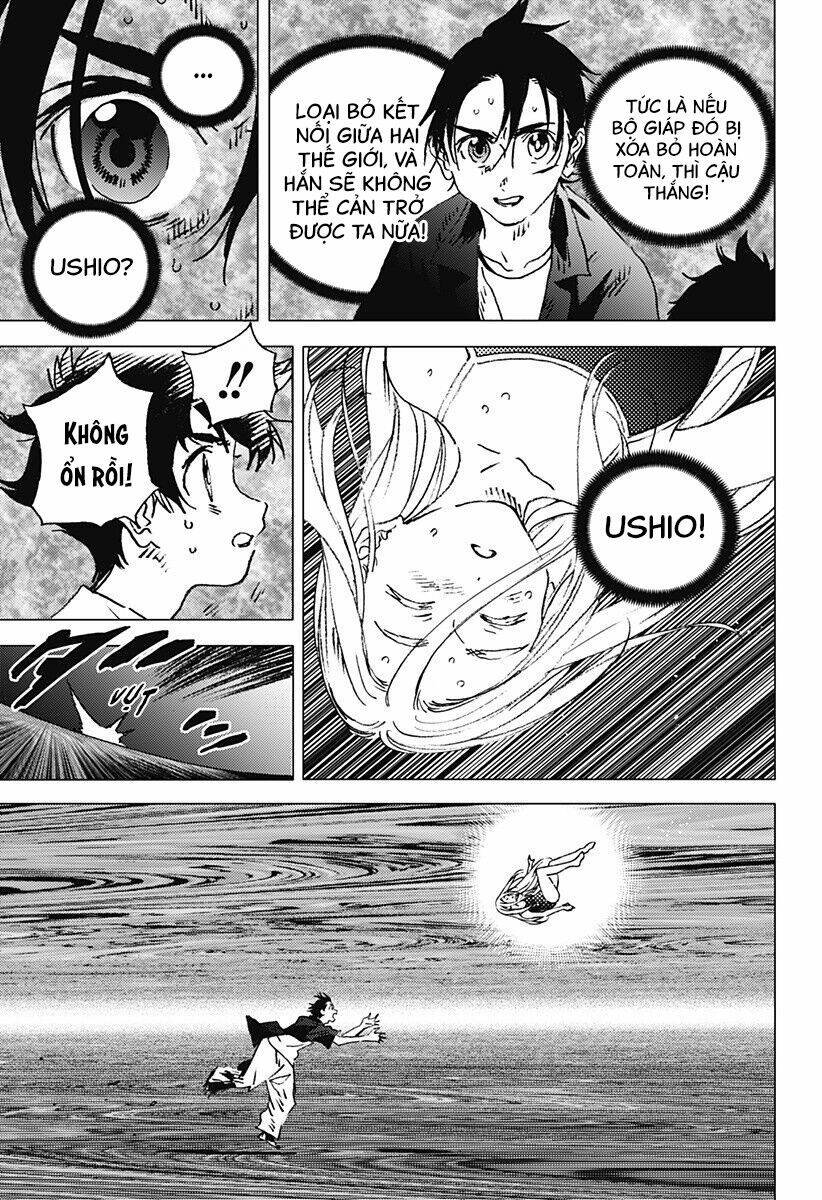 TỨC LÀ NẾU
BỘ GIÁP ĐÓ BỊ
XÓA BỎ HOÀN
TOÀN, THÌ CẬU
THẮNG!
LOẠI BỎ KẾT
NỐI GIỮA HAI
THẾ GIỚI, VÀ
HẮN SẼ KHÔNG
THỂ CẢN TRỞ
ĐƯỢC TA NỮA!
...
USHIO?
USHIO!
!!
KHÔNG
ỔN RỒI!
ダッ
VỤT